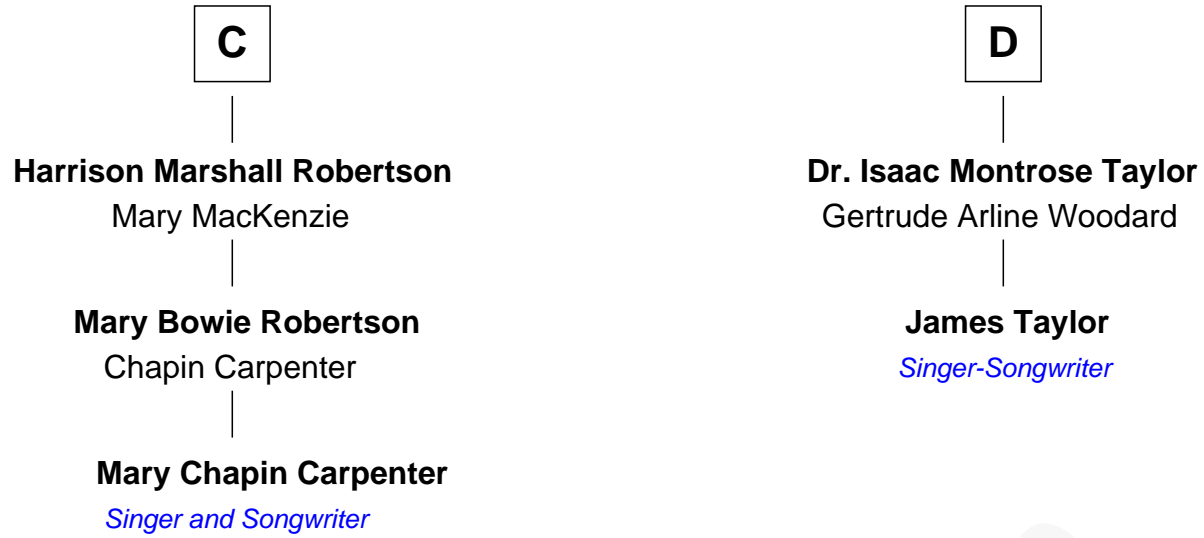 C
Harrison Marshall Robertson
Mary MacKenzie
Mary Bowie Robertson
Chapin Carpenter
Mary Chapin Carpenter
Singer and Songwriter
D
Dr. Isaac Montrose Taylor
Gertrude Arline Woodard
James Taylor
Singer-Songwriter